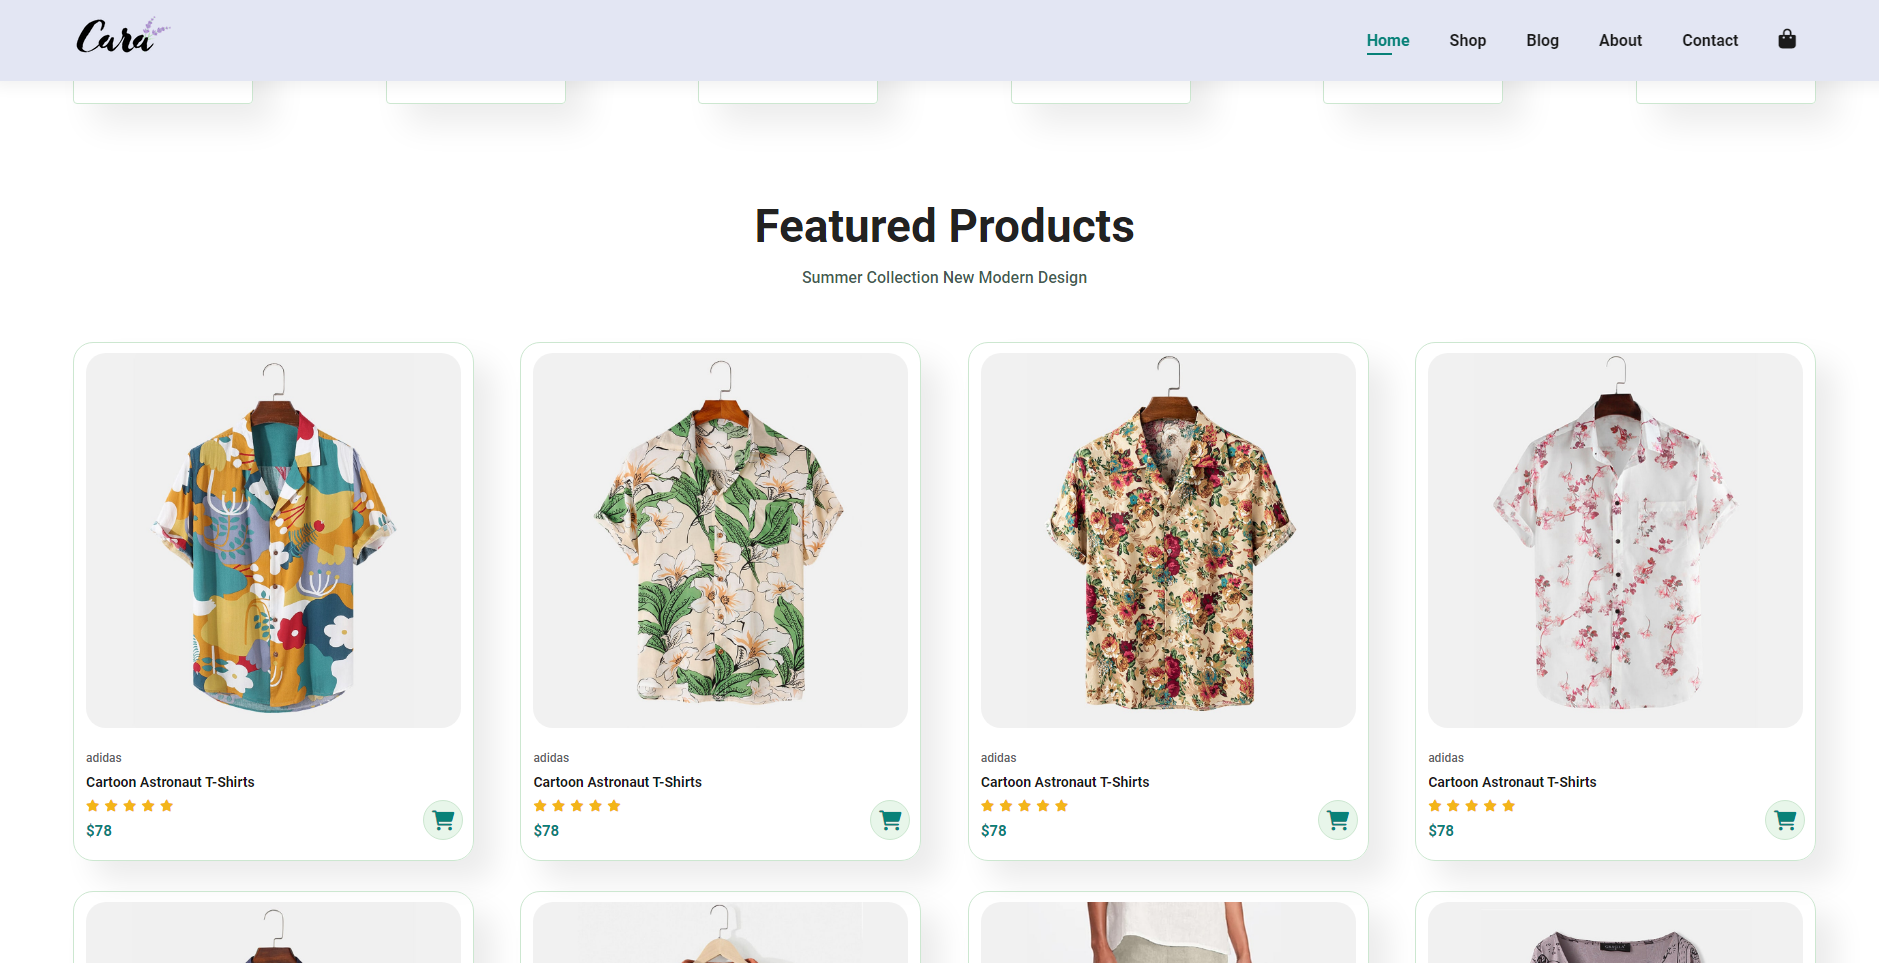 Cara
Home Shop Blog About Contact
Featured Products
Summer Collection New Modern Design
adidas
Cartoon Astronaut T-Shirts
$78
adidas
Cartoon Astronaut T-Shirts
$78
adidas
Cartoon Astronaut T-Shirts
$78
adidas
Cartoon Astronaut T-Shirts
$78